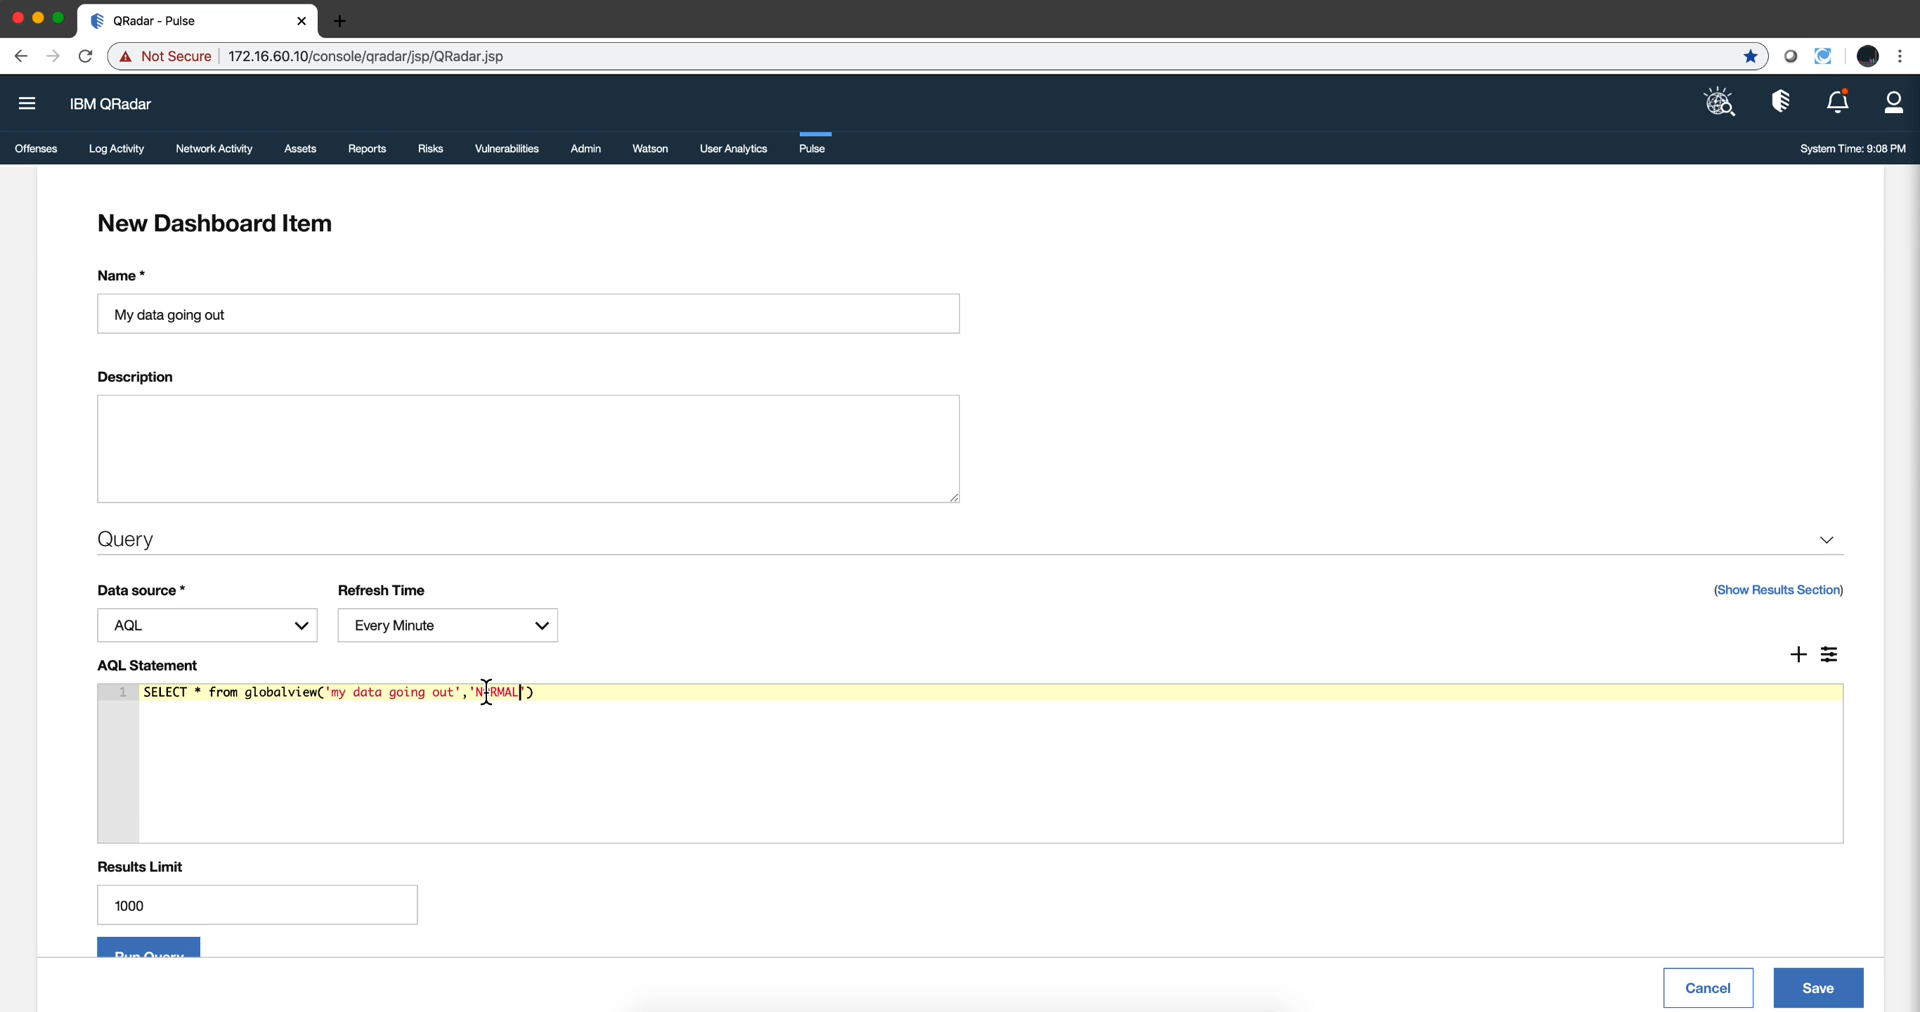 QRadar - Pulse
Not Secure 172.16.60.10/console/qradar/jsp/QRadar.jsp
IBM QRadar
Offenses Log Activity Network Activity Assets Reports Risks Vulnerabilities Admin Watson User Analytics Pulse System Time: 9:08 PM
New Dashboard Item
Name *
My data going out
Description
Query
Data source * Refresh Time (Show Results Section)
AQL Every Minute
AQL Statement
1 SELECT * from globalview('my data going out','NORMAL')
Results Limit
1000
Run Query
Cancel Save